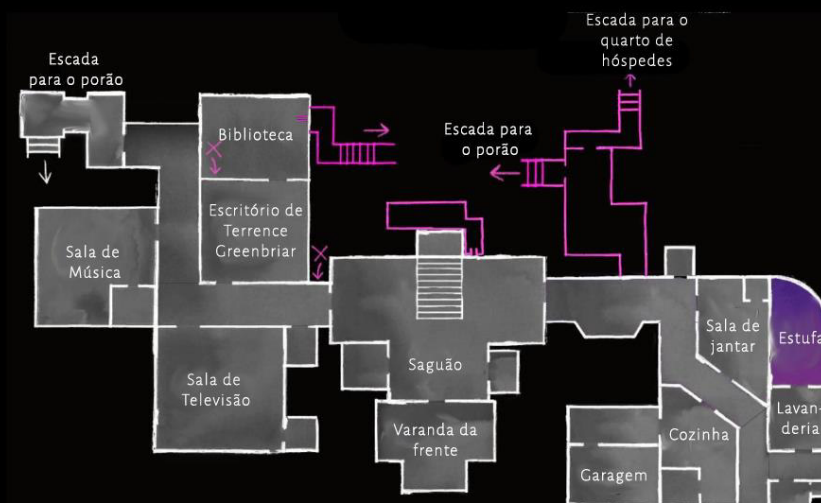 Escada para o
quarto de
hóspedes
Escada
para o porão
Biblioteca
Escada para
o porão
Escritório de
Terrence
Greenbriar
Sala de
Música
Saguão
Sala de
jantar
Estufa
Sala de
Televisão
Varanda da
frente
Cozinha
Lavan-
deria
Garagem